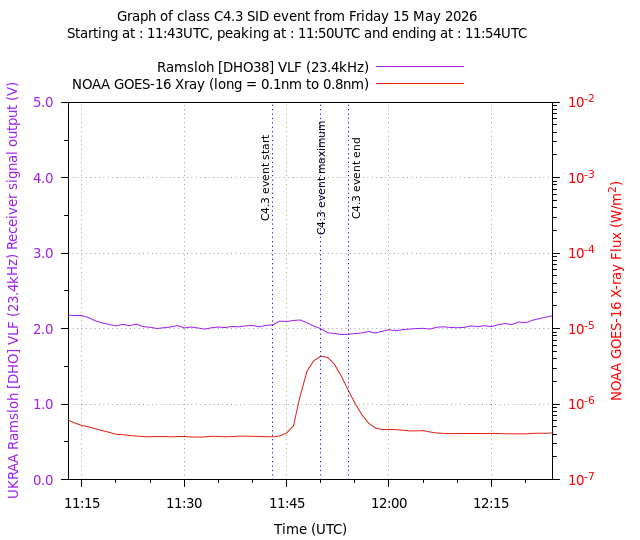 Graph of class C4.3 SID event from Friday 15 May 2026
Starting at : 11:43UTC, peaking at : 11:50UTC and ending at : 11:54UTC
Ramsloh [DHO38] VLF (23.4kHz)
NOAA GOES-16 Xray (long = 0.1nm to 0.8nm)
UKRAA Ramsloh [DHO] VLF (23.4kHz) Receiver signal output (V)
5.0
4.0
3.0
2.0
1.0
0.0
C4.3 event start
C4.3 event maximum
C4.3 event end
10-2
10-3
10-4
10-5
10-6
10-7
NOAA GOES-16 X-ray Flux (W/m²)
11:15
11:30
11:45
12:00
12:15
Time (UTC)